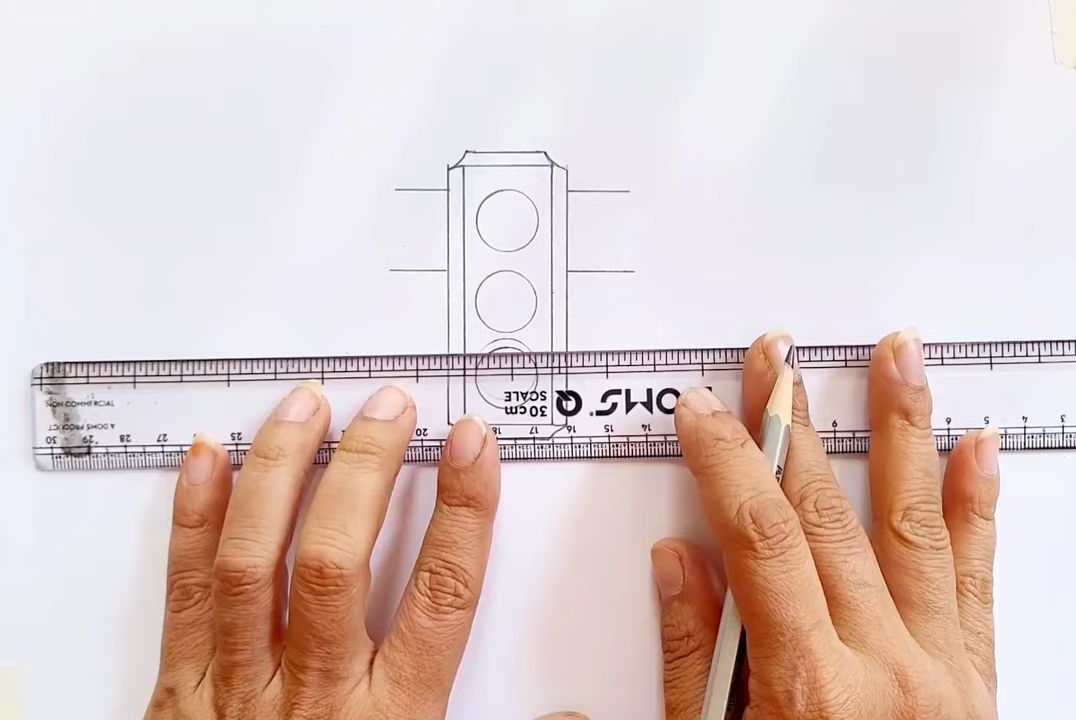 NON COMMERCIAL
A DOMS PRODUCT
DOMS Q
30 cm
SCALE
30 29 28 27 25 20 18 17 16 15 14 9 6 5 4 3